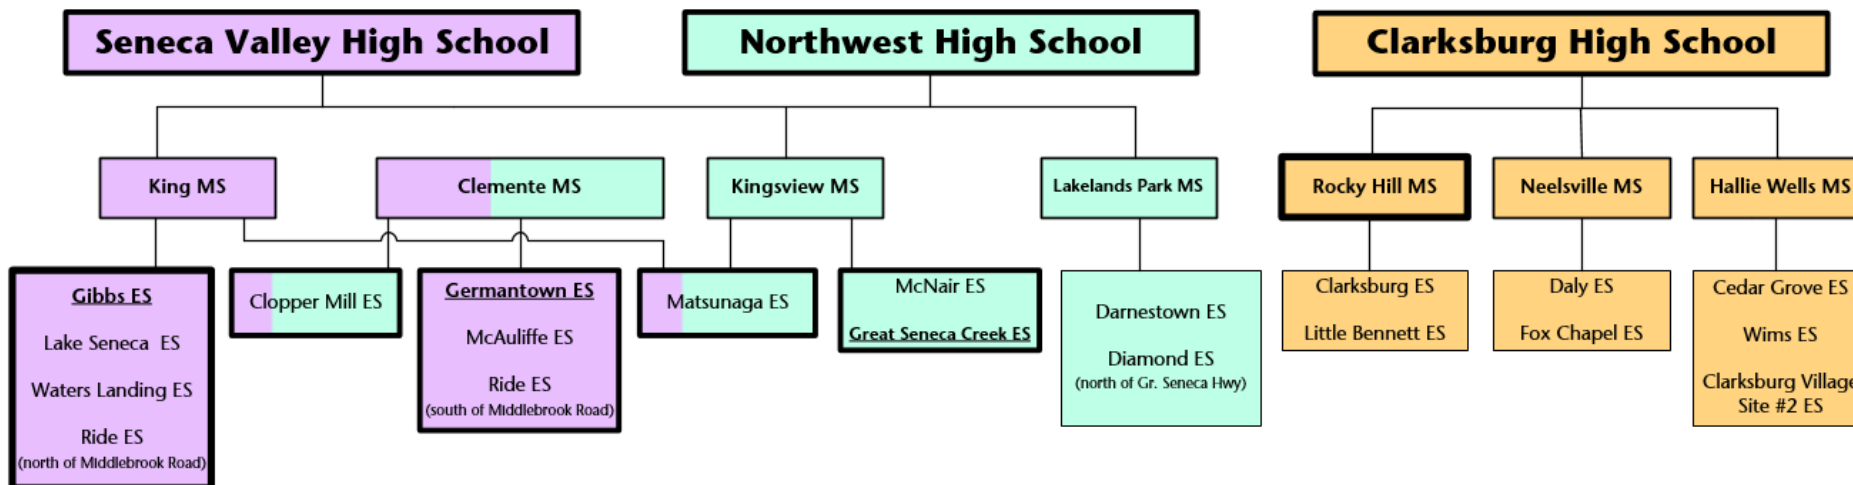 Seneca Valley High School
Northwest High School
Clarksburg High School
King MS
Clemente MS
Kingsview MS
Lakelands Park MS
Rocky Hill MS
Neelsville MS
Hallie Wells MS
Gibbs ES
Lake Seneca ES
Waters Landing ES
Ride ES
(north of Middlebrook Road)
Clopper Mill ES
Germantown ES
McAuliffe ES
Ride ES
(south of Middlebrook Road)
Matsunaga ES
McNair ES
Great Seneca Creek ES
Darnestown ES
Diamond ES
(north of Gr. Seneca Hwy)
Clarksburg ES
Little Bennett ES
Daly ES
Fox Chapel ES
Cedar Grove ES
Wims ES
Clarksburg Village
Site #2 ES